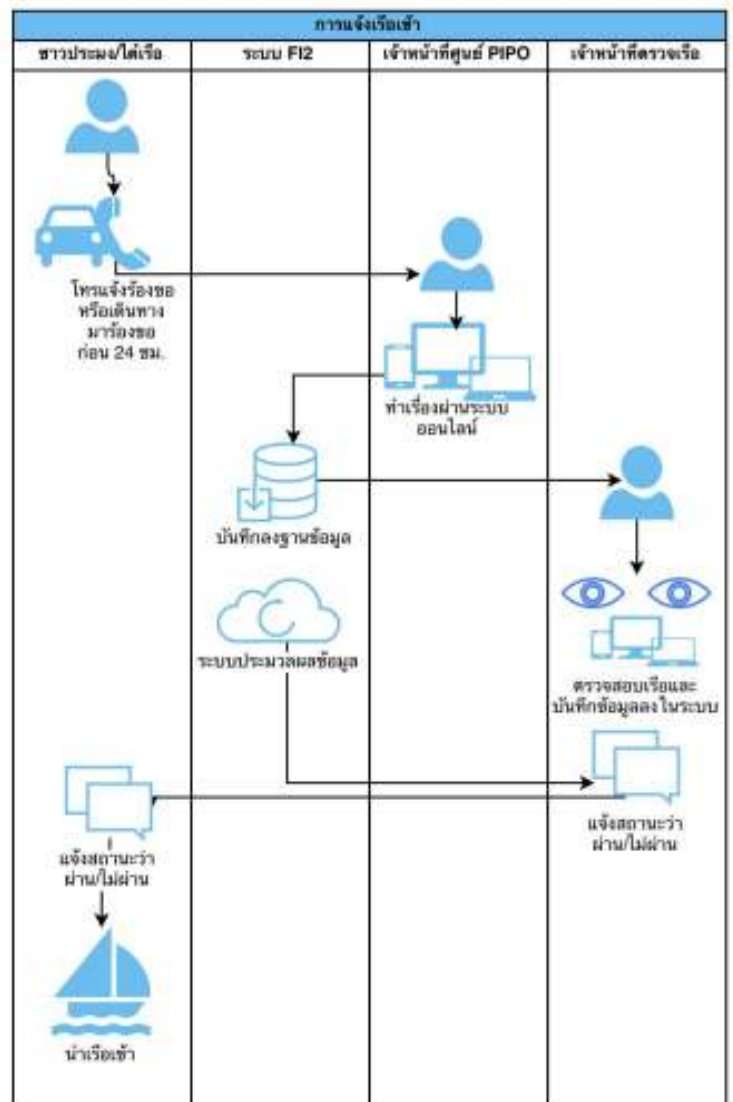 การแจ้งเรือเข้า
ชาวประมง/ไต๋เรือ
ระบบ FI2
เจ้าหน้าที่ศูนย์ PIPO
เจ้าหน้าที่ตรวจเรือ
โทรแจ้งร้องขอ
หรือเดินทาง
มาร้องขอ
ก่อน 24 ชม.
ทำเรื่องผ่านระบบ
ออนไลน์
บันทึกลงฐานข้อมูล
ระบบประมวลผลข้อมูล
ตรวจสอบเรือและ
บันทึกข้อมูลลงในระบบ
แจ้งสถานะว่า
ผ่าน/ไม่ผ่าน
แจ้งสถานะว่า
ผ่าน/ไม่ผ่าน
นำเรือเข้า